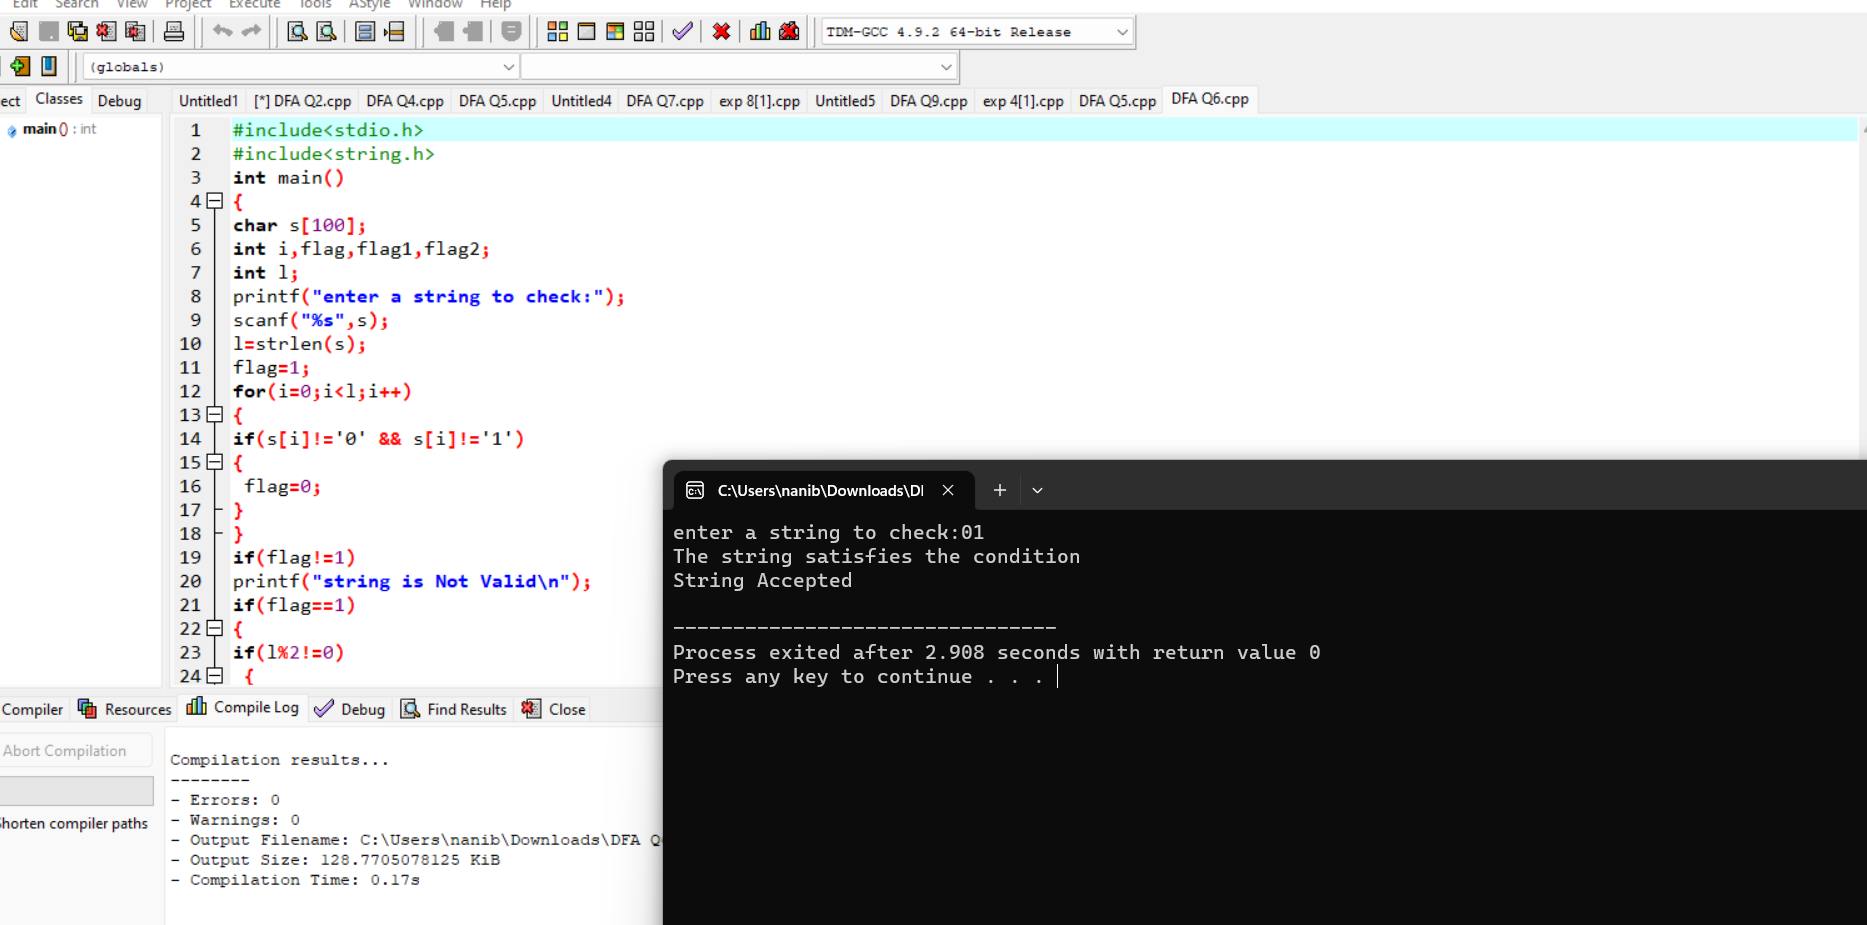 Edit Search View Project Execute Tools AStyle Window Help
TDM-GCC 4.9.2 64-bit Release
(globals)
ect Classes Debug
Untitled1 [*] DFA Q2.cpp DFA Q4.cpp DFA Q5.cpp Untitled4 DFA Q7.cpp exp 8[1].cpp Untitled5 DFA Q9.cpp exp 4[1].cpp DFA Q5.cpp DFA Q6.cpp
main () : int
1 #include<stdio.h>
2 #include<string.h>
3 int main()
4 {
5 char s[100];
6 int i,flag,flag1,flag2;
7 int l;
8 printf("enter a string to check:");
9 scanf("%s",s);
10 l=strlen(s);
11 flag=1;
12 for(i=0;i<l;i++)
13 {
14 if(s[i]!='0' && s[i]!='1')
15 {
16 flag=0;
17 }
18 }
19 if(flag!=1)
20 printf("string is Not Valid\n");
21 if(flag==1)
22 {
23 if(l%2!=0)
24 {
C:\Users\nanib\Downloads\DI
enter a string to check:01
The string satisfies the condition
String Accepted
--------------------------------
Process exited after 2.908 seconds with return value 0
Press any key to continue . . .
Compiler Resources Compile Log Debug Find Results Close
Abort Compilation
Shorten compiler paths
Compilation results...
--------
- Errors: 0
- Warnings: 0
- Output Filename: C:\Users\nanib\Downloads\DFA Q
- Output Size: 128.7705078125 KiB
- Compilation Time: 0.17s